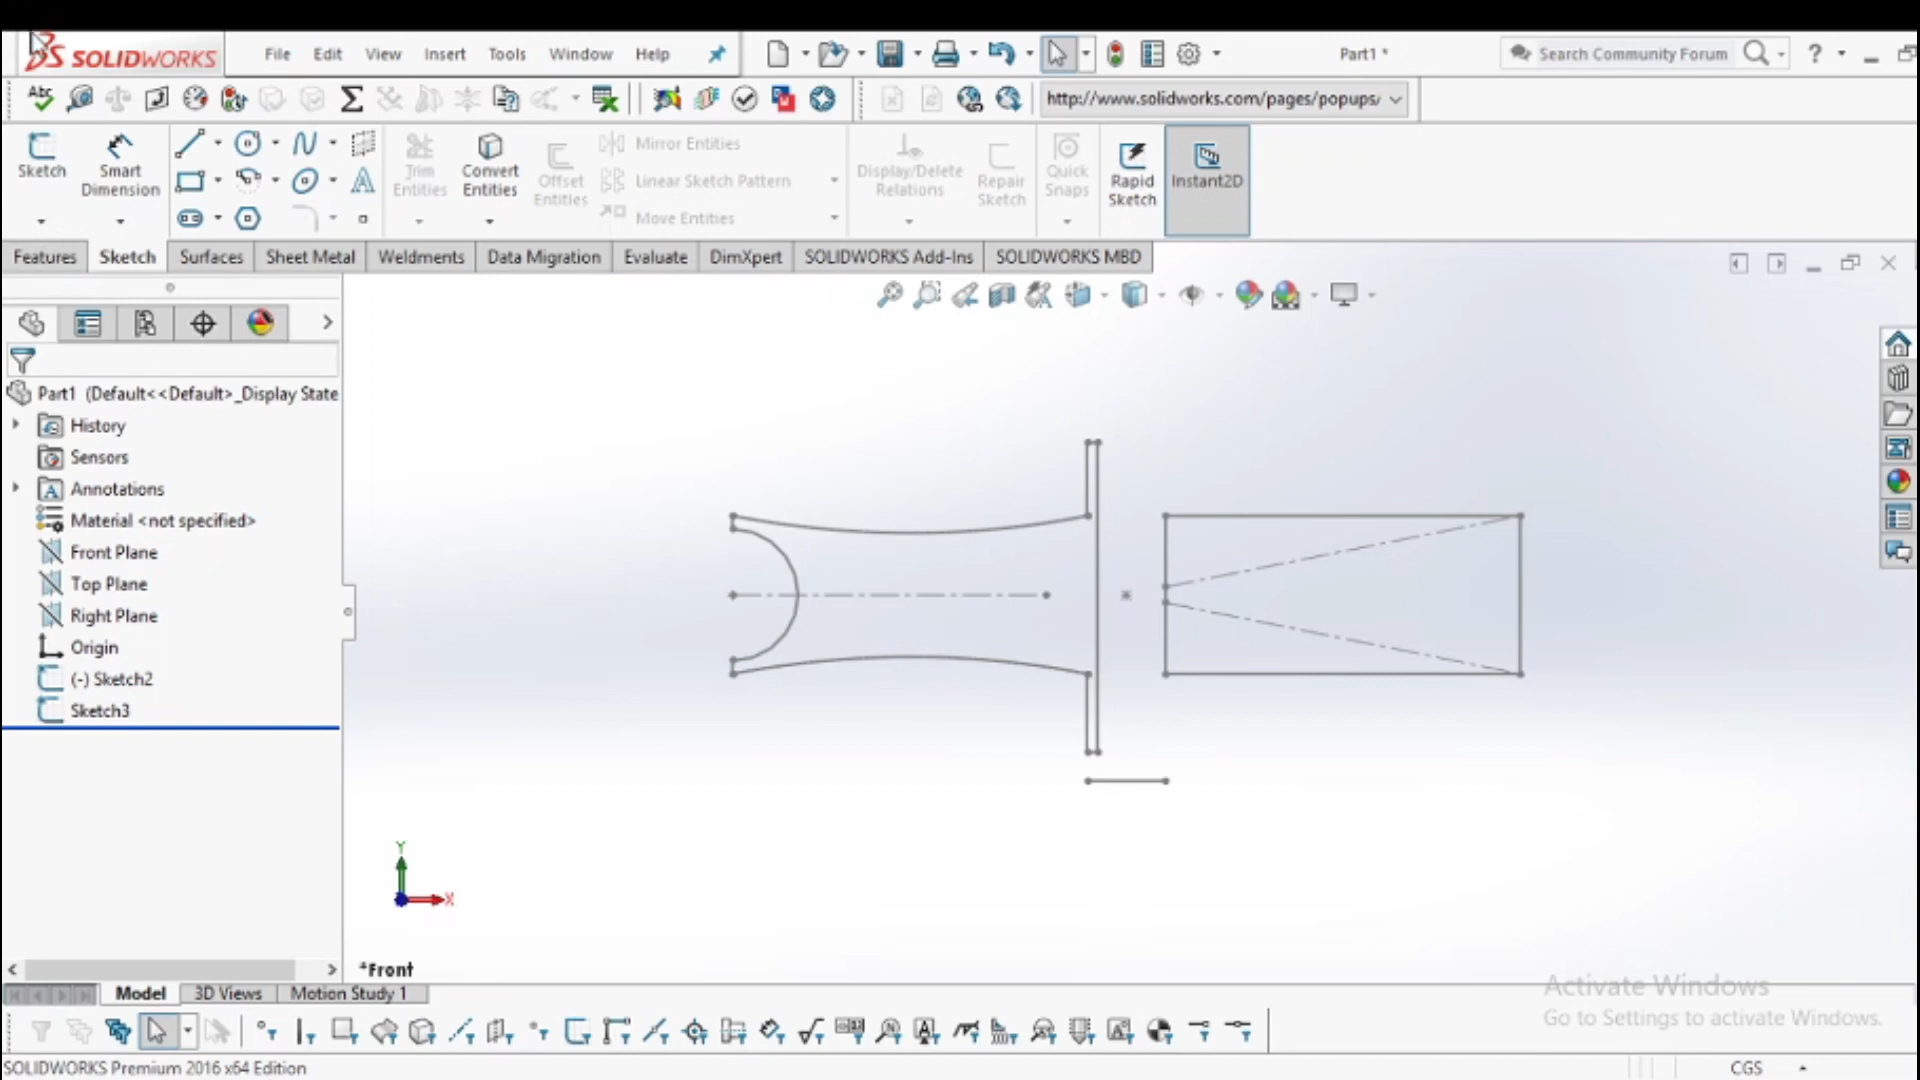 SOLIDWORKS File Edit View Insert Tools Window Help Part1 * Search Community Forum ?
Abc http://www.solidworks.com/pages/popups/
Sketch Smart Dimension Trim Entities Convert Entities Offset Entities Mirror Entities Linear Sketch Pattern Move Entities Display/Delete Relations Repair Sketch Quick Snaps Rapid Sketch Instant2D
Features Sketch Surfaces Sheet Metal Weldments Data Migration Evaluate DimXpert SOLIDWORKS Add-Ins SOLIDWORKS MBD
Part1 (Default<<Default>_Display State
History
Sensors
Annotations
Material <not specified>
Front Plane
Top Plane
Right Plane
Origin
(-) Sketch2
Sketch3
Y
X
*Front
Activate Windows
Go to Settings to activate Windows.
Model 3D Views Motion Study 1
SOLIDWORKS Premium 2016 x64 Edition CGS